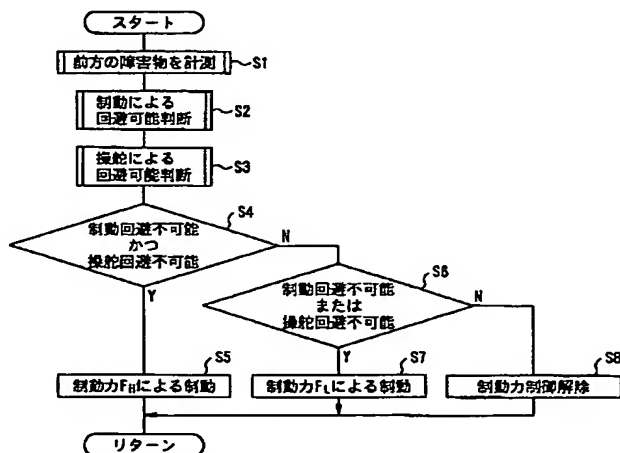 スタート
前方の障害物を計測
S1
制動による
回避可能判断
S2
操舵による
回避可能判断
S3
S4
制動回避不可能
かつ
操舵回避不可能
N
Y
S6
制動回避不可能
または
操舵回避不可能
N
Y
S5
制動力FHによる制動
S7
制動力FLによる制動
S8
制動力制御解除
リターン